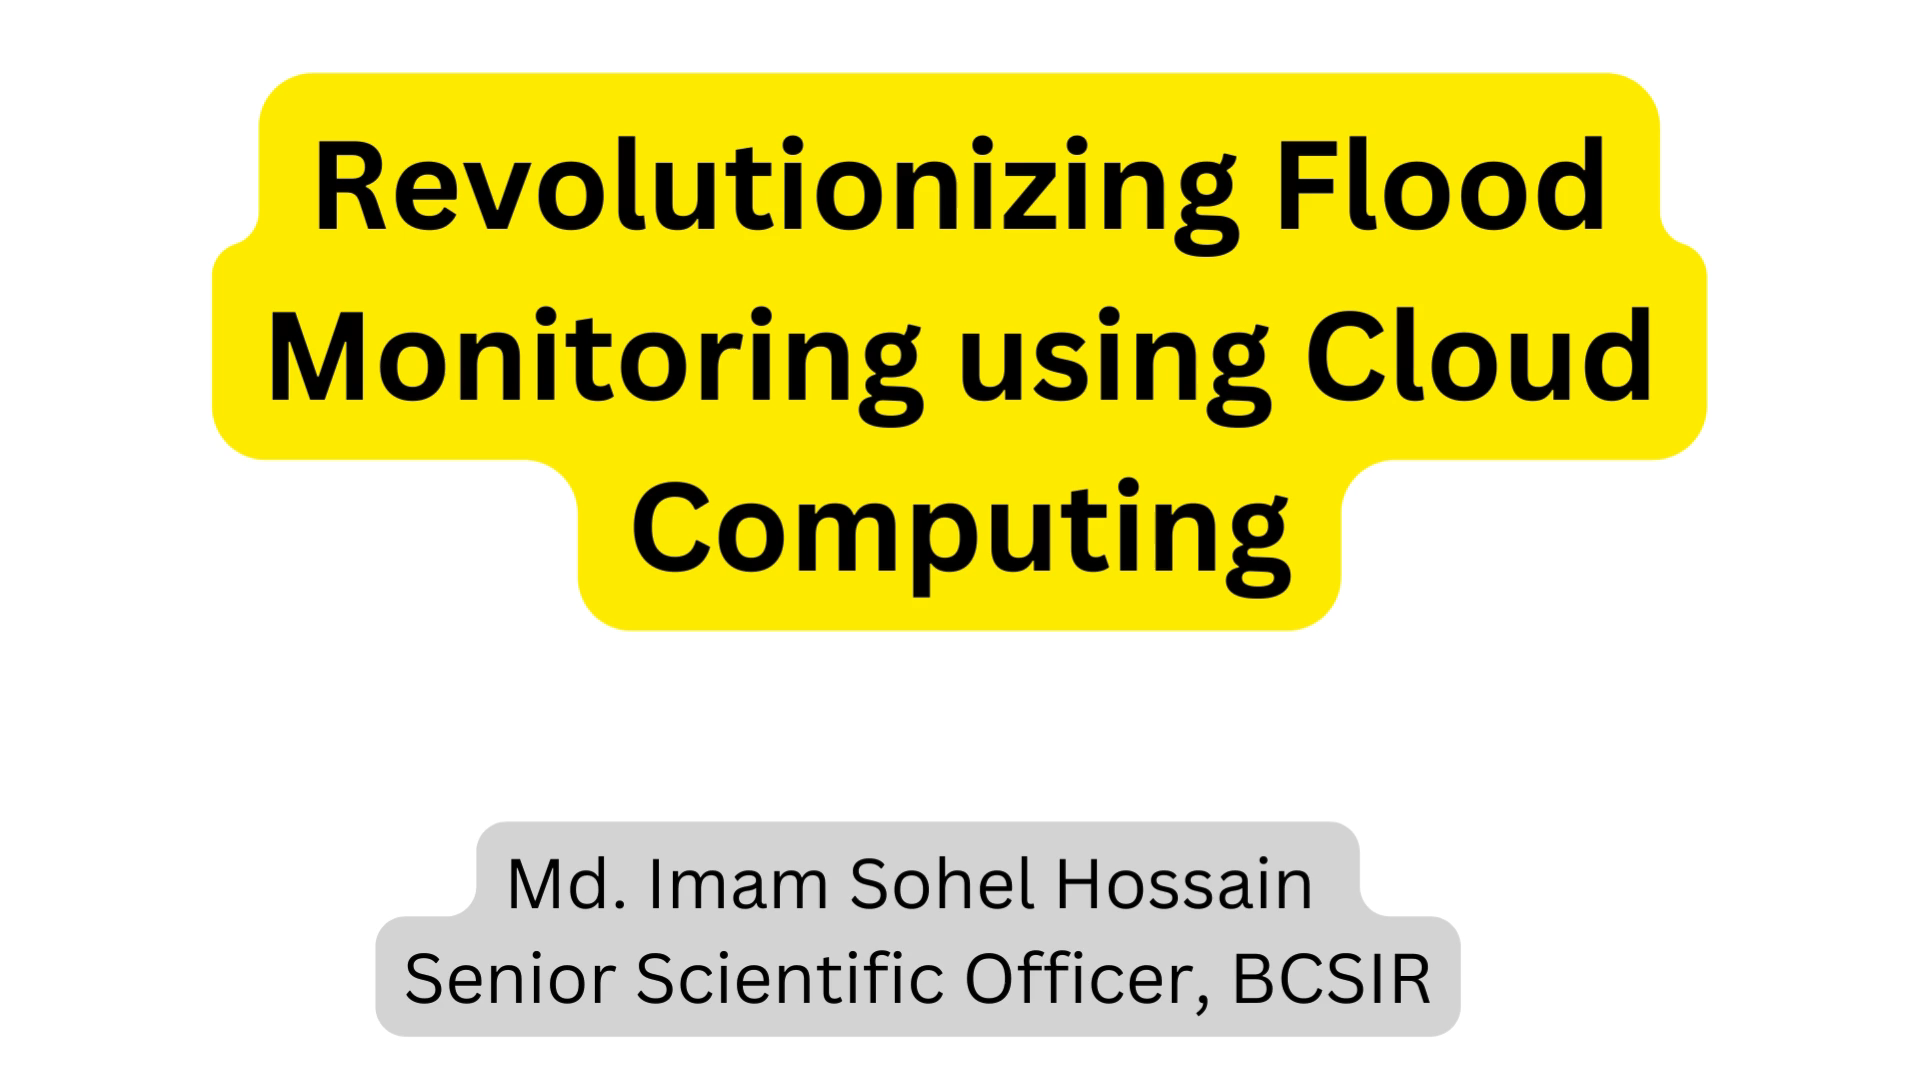 Revolutionizing Flood
Monitoring using Cloud
Computing
Md. Imam Sohel Hossain
Senior Scientific Officer, BCSIR